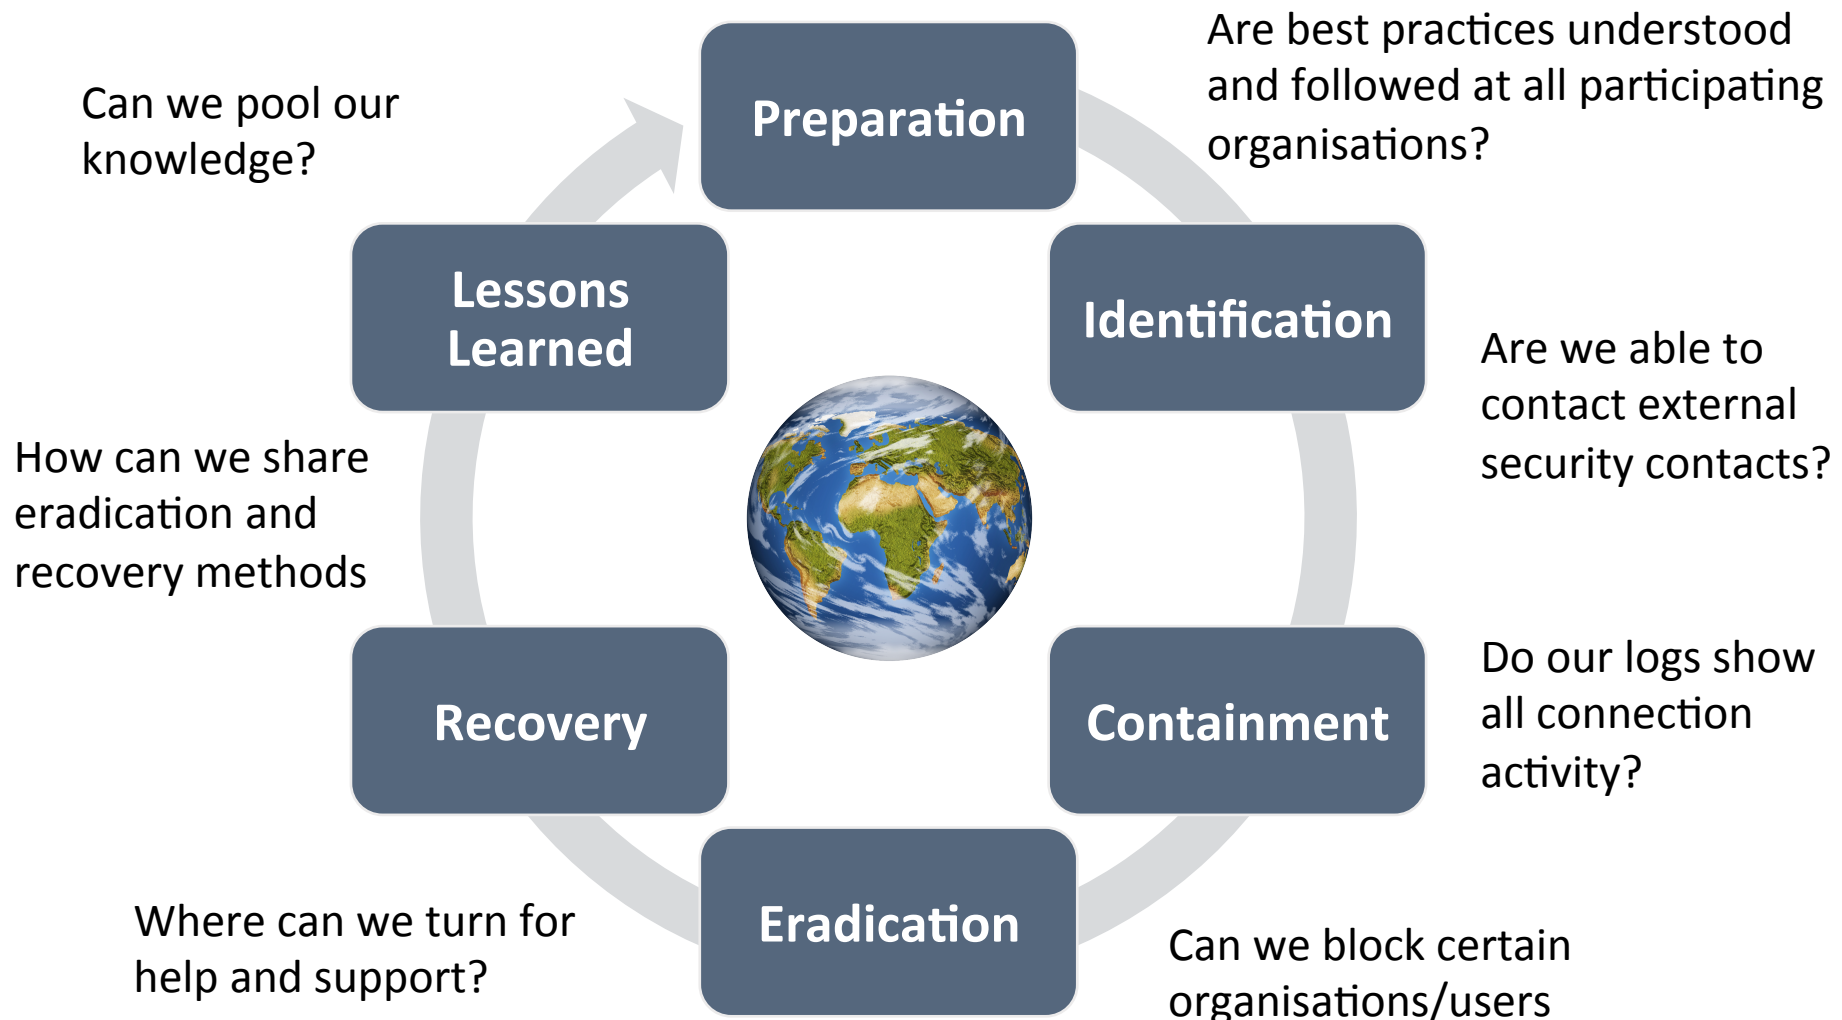 Preparation
Are best practices understood
and followed at all participating
organisations?
Identification
Are we able to
contact external
security contacts?
Containment
Do our logs show
all connection
activity?
Can we block certain
organisations/users
Eradication
Where can we turn for
help and support?
Recovery
How can we share
eradication and
recovery methods
Lessons
Learned
Can we pool our
knowledge?